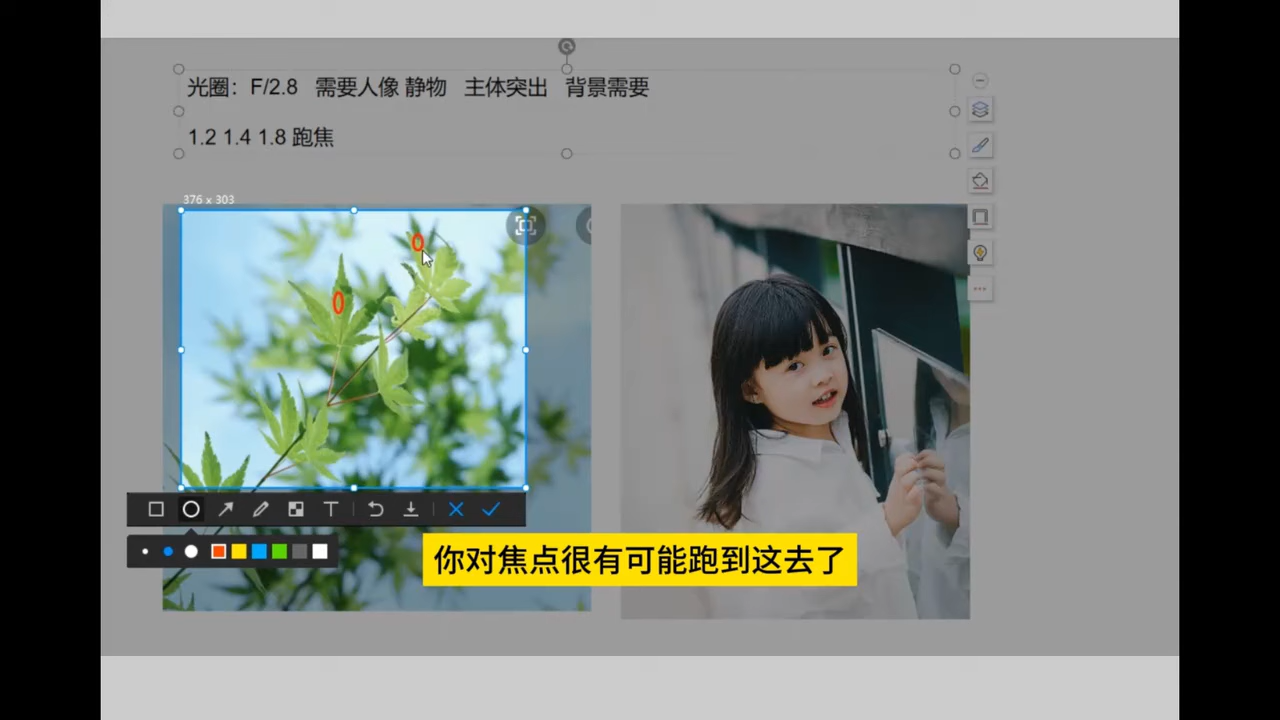 光圈：F/2.8 需要人像 静物 主体突出 背景需要
1.2 1.4 1.8 跑焦
376 x 303
你对焦点很有可能跑到这去了